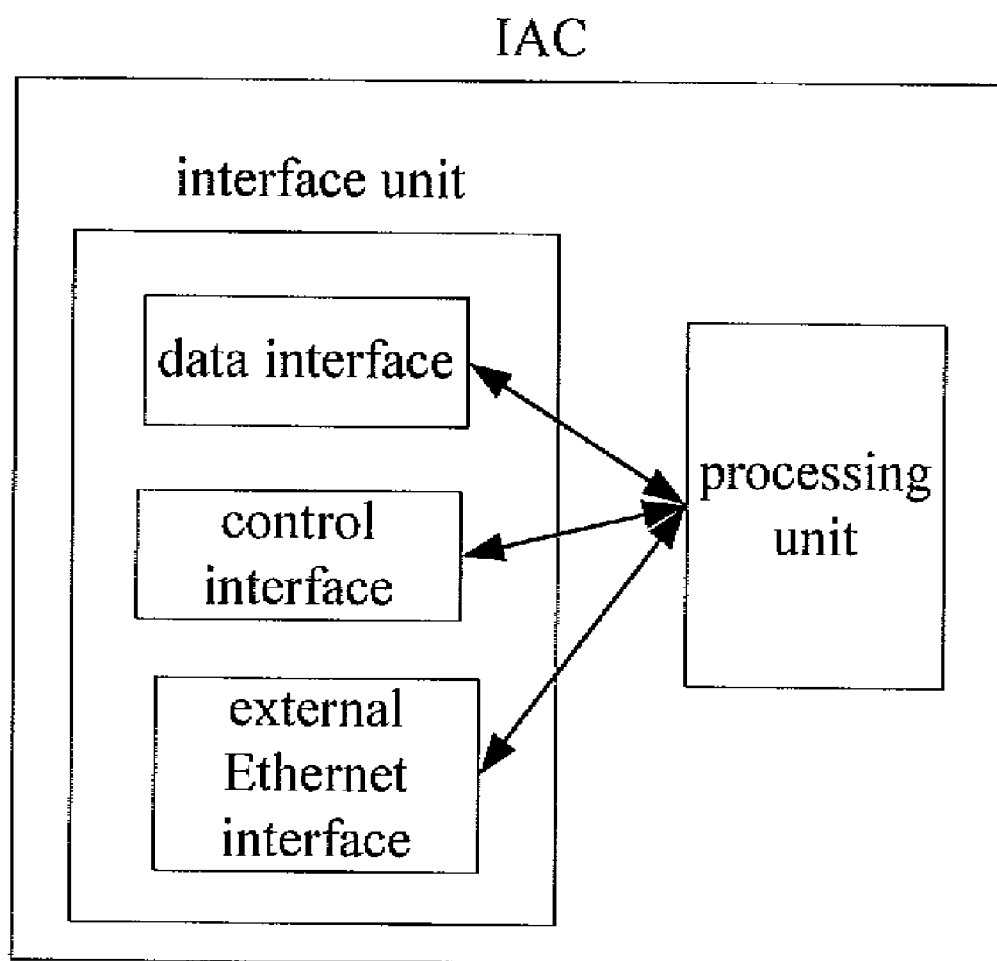 IAC
interface unit
data interface
control
interface
external
Ethernet
interface
processing
unit